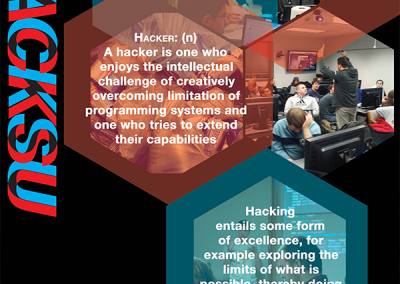 ACKSU
HACKER: (n)
A hacker is one who
enjoys the intellectual
challenge of creatively
overcoming limitation of
programming systems and
one who tries to extend
their capabilities
Hacking
entails some form
of excellence, for
example exploring the
limits of what is
possible, thereby doing